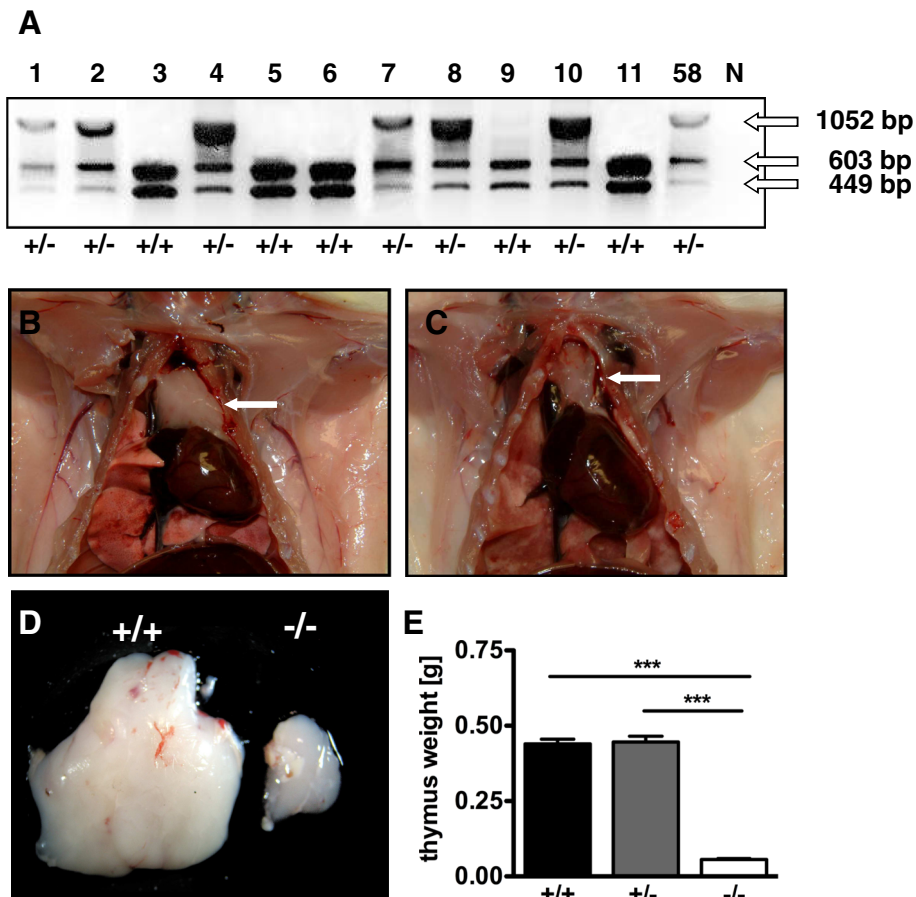 A
1 2 3 4 5 6 7 8 9 10 11 58 N
1052 bp
603 bp
449 bp
+/- +/- +/+ +/- +/+ +/+ +/- +/- +/+ +/- +/+ +/-
B
C
D
+/+ -/-
E
thymus weight [g]
0.75
0.50
0.25
0.00
***
***
+/+ +/- -/-